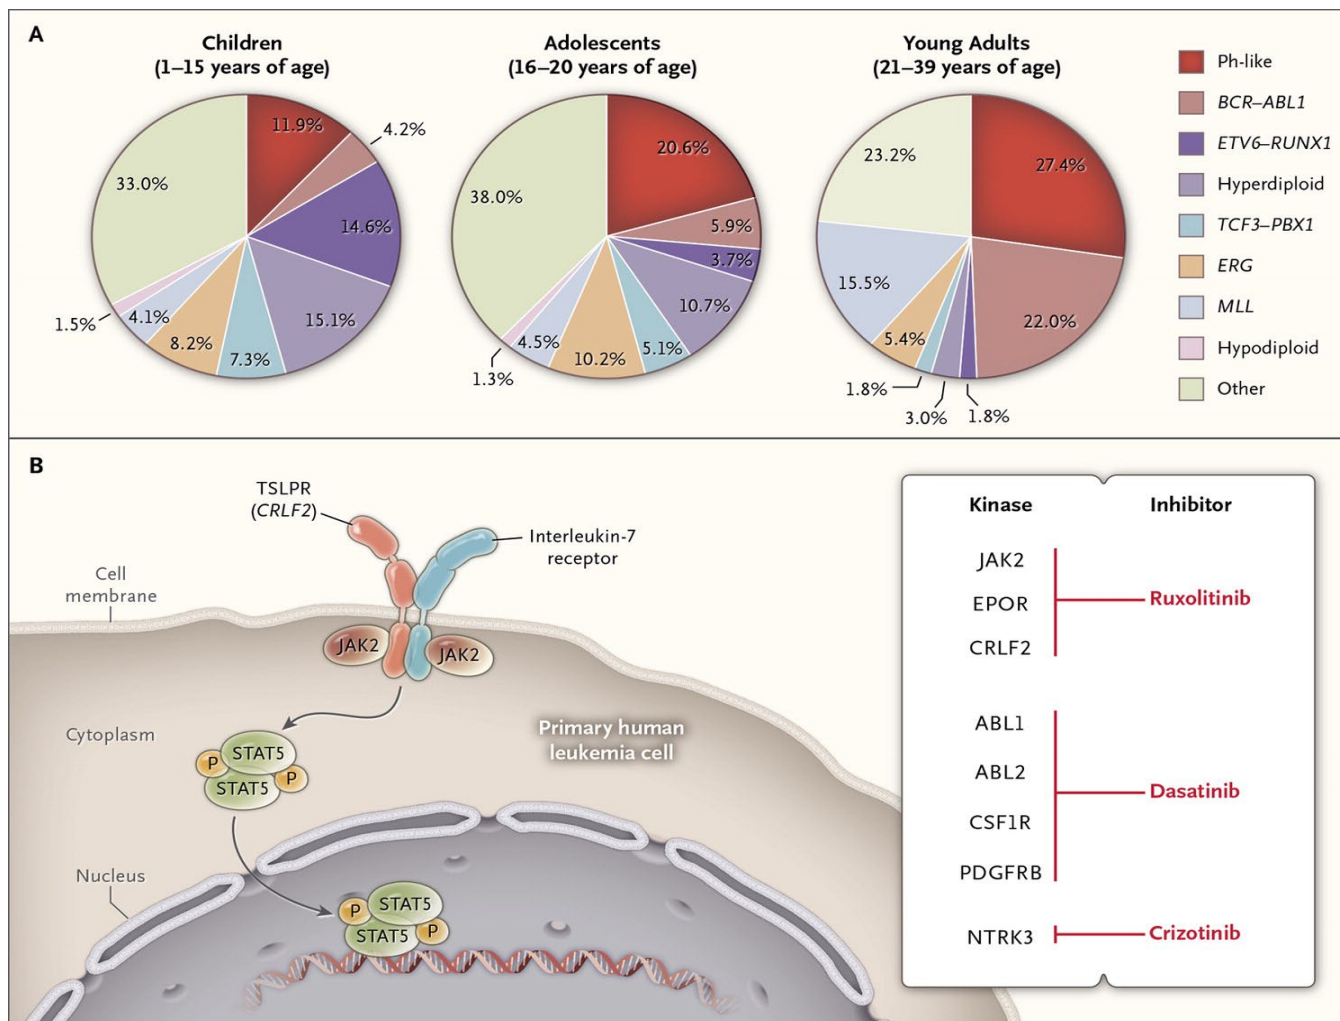 A
Children
(1–15 years of age)
11.9%
4.2%
14.6%
15.1%
7.3%
8.2%
4.1%
1.5%
33.0%
Adolescents
(16–20 years of age)
20.6%
5.9%
3.7%
10.7%
5.1%
10.2%
4.5%
1.3%
38.0%
Young Adults
(21–39 years of age)
27.4%
22.0%
1.8%
3.0%
1.8%
5.4%
15.5%
23.2%
Ph-like
BCR–ABL1
ETV6–RUNX1
Hyperdiploid
TCF3–PBX1
ERG
MLL
Hypodiploid
Other
B
TSLPR
(CRLF2)
Interleukin-7
receptor
Cell
membrane
JAK2
JAK2
Cytoplasm
Primary human
leukemia cell
P
STAT5
STAT5
P
Nucleus
P
STAT5
STAT5
P
Kinase
Inhibitor
JAK2
EPOR
CRLF2
Ruxolitinib
ABL1
ABL2
CSF1R
PDGFRB
Dasatinib
NTRK3
Crizotinib